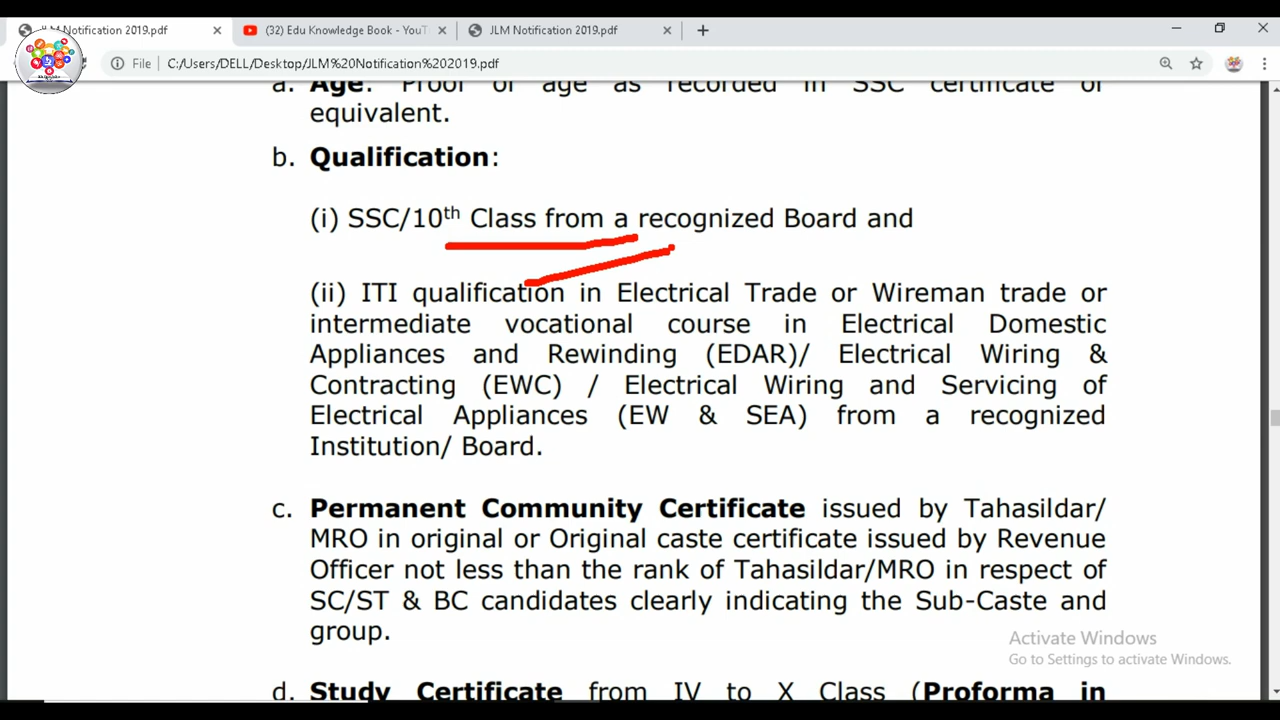 JLM Notification 2019.pdf
(32) Edu Knowledge Book - YouT
JLM Notification 2019.pdf
File
C:/Users/DELL/Desktop/JLM%20Notification%202019.pdf
a. Age: Proof of age as recorded in SSC certificate or
equivalent.
b. Qualification:
(i) SSC/10th Class from a recognized Board and
(ii) ITI qualification in Electrical Trade or Wireman trade or
intermediate vocational course in Electrical Domestic
Appliances and Rewinding (EDAR)/ Electrical Wiring &
Contracting (EWC) / Electrical Wiring and Servicing of
Electrical Appliances (EW & SEA) from a recognized
Institution/ Board.
c. Permanent Community Certificate issued by Tahasildar/
MRO in original or Original caste certificate issued by Revenue
Officer not less than the rank of Tahasildar/MRO in respect of
SC/ST & BC candidates clearly indicating the Sub-Caste and
group.
Activate Windows
Go to Settings to activate Windows.
d. Study Certificate from IV to X Class (Proforma in